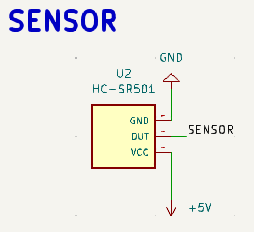 SENSOR
GND
U2
HC-SR501
GND
OUT
SENSOR
VCC
+5V